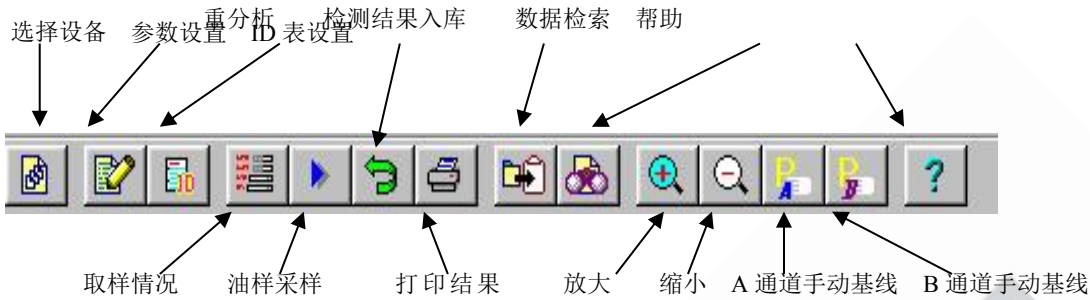 选择设备 参数设置 重分析 ID 表设置 检测结果入库 数据检索 帮助
ID
P A P B ?
取样情况 油样采样 打印结果 放大 缩小 A 通道手动基线 B 通道手动基线